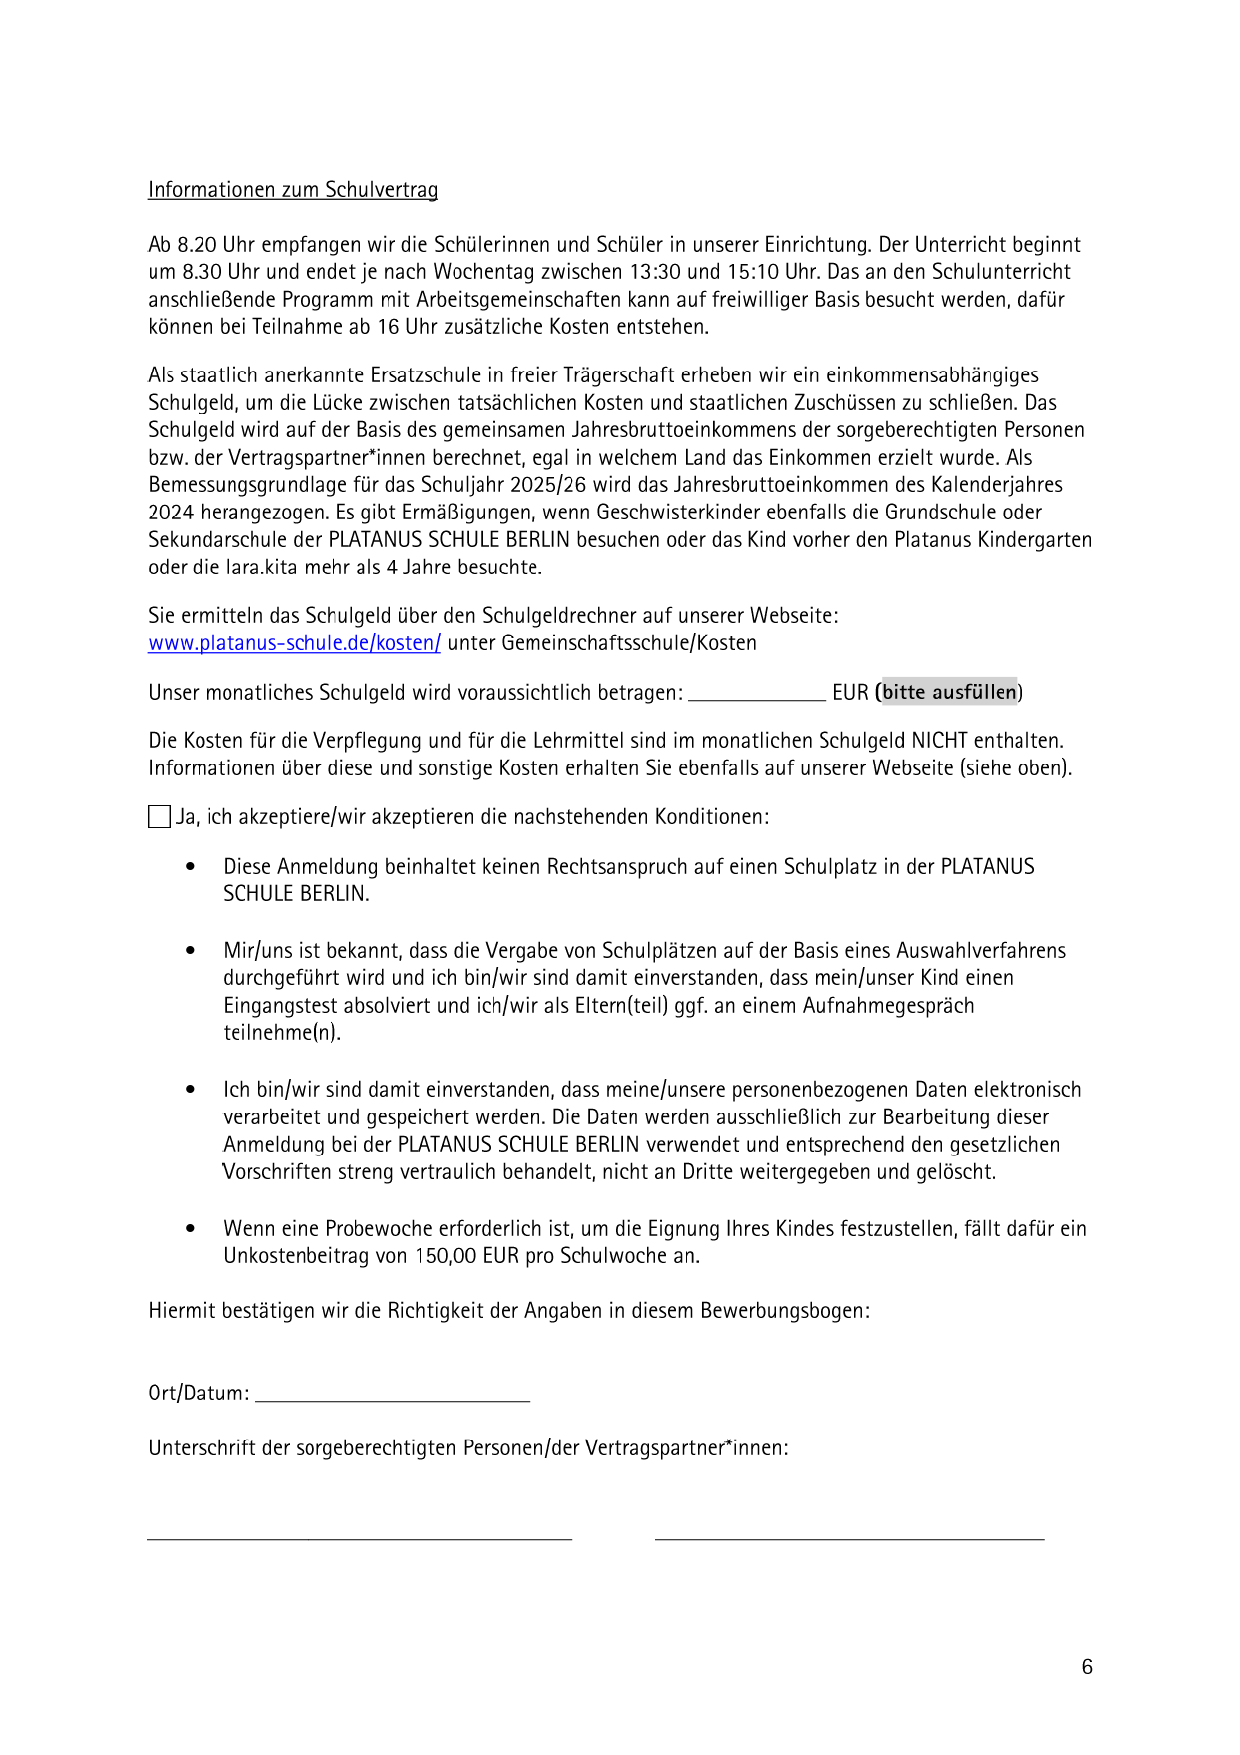 Informationen zum Schulvertrag
Ab 8.20 Uhr empfangen wir die Schülerinnen und Schüler in unserer Einrichtung. Der Unterricht beginnt
um 8.30 Uhr und endet je nach Wochentag zwischen 13:30 und 15:10 Uhr. Das an den Schulunterricht
anschließende Programm mit Arbeitsgemeinschaften kann auf freiwilliger Basis besucht werden, dafür
können bei Teilnahme ab 16 Uhr zusätzliche Kosten entstehen.
Als staatlich anerkannte Ersatzschule in freier Trägerschaft erheben wir ein einkommensabhängiges
Schulgeld, um die Lücke zwischen tatsächlichen Kosten und staatlichen Zuschüssen zu schließen. Das
Schulgeld wird auf der Basis des gemeinsamen Jahresbruttoeinkommens der sorgeberechtigten Personen
bzw. der Vertragspartner*innen berechnet, egal in welchem Land das Einkommen erzielt wurde. Als
Bemessungsgrundlage für das Schuljahr 2025/26 wird das Jahresbruttoeinkommen des Kalenderjahres
2024 herangezogen. Es gibt Ermäßigungen, wenn Geschwisterkinder ebenfalls die Grundschule oder
Sekundarschule der PLATANUS SCHULE BERLIN besuchen oder das Kind vorher den Platanus Kindergarten
oder die lara.kita mehr als 4 Jahre besuchte.
Sie ermitteln das Schulgeld über den Schulgeldrechner auf unserer Webseite:
www.platanus-schule.de/kosten/ unter Gemeinschaftsschule/Kosten
Unser monatliches Schulgeld wird voraussichtlich betragen: _____________ EUR (bitte ausfüllen)
Die Kosten für die Verpflegung und für die Lehrmittel sind im monatlichen Schulgeld NICHT enthalten.
Informationen über diese und sonstige Kosten erhalten Sie ebenfalls auf unserer Webseite (siehe oben).
☐ Ja, ich akzeptiere/wir akzeptieren die nachstehenden Konditionen:
• Diese Anmeldung beinhaltet keinen Rechtsanspruch auf einen Schulplatz in der PLATANUS
SCHULE BERLIN.
• Mir/uns ist bekannt, dass die Vergabe von Schulplätzen auf der Basis eines Auswahlverfahrens
durchgeführt wird und ich bin/wir sind damit einverstanden, dass mein/unser Kind einen
Eingangstest absolviert und ich/wir als Eltern(teil) ggf. an einem Aufnahmegespräch
teilnehme(n).
• Ich bin/wir sind damit einverstanden, dass meine/unsere personenbezogenen Daten elektronisch
verarbeitet und gespeichert werden. Die Daten werden ausschließlich zur Bearbeitung dieser
Anmeldung bei der PLATANUS SCHULE BERLIN verwendet und entsprechend den gesetzlichen
Vorschriften streng vertraulich behandelt, nicht an Dritte weitergegeben und gelöscht.
• Wenn eine Probewoche erforderlich ist, um die Eignung Ihres Kindes festzustellen, fällt dafür ein
Unkostenbeitrag von 150,00 EUR pro Schulwoche an.
Hiermit bestätigen wir die Richtigkeit der Angaben in diesem Bewerbungsbogen:
Ort/Datum: __________________________
Unterschrift der sorgeberechtigten Personen/der Vertragspartner*innen:
6